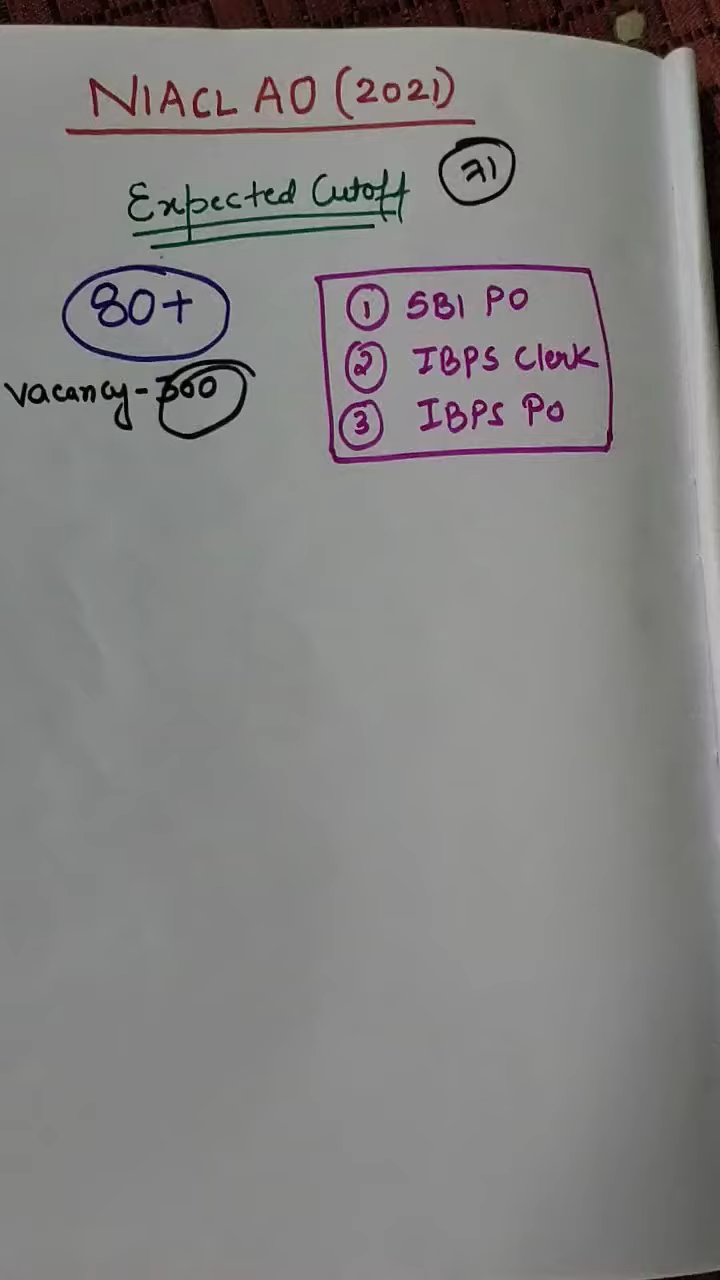 NIACL AO (2021)
Expected Cutoff
71
80+
vacancy - 300
① SBI PO
② IBPS Clerk
③ IBPS PO